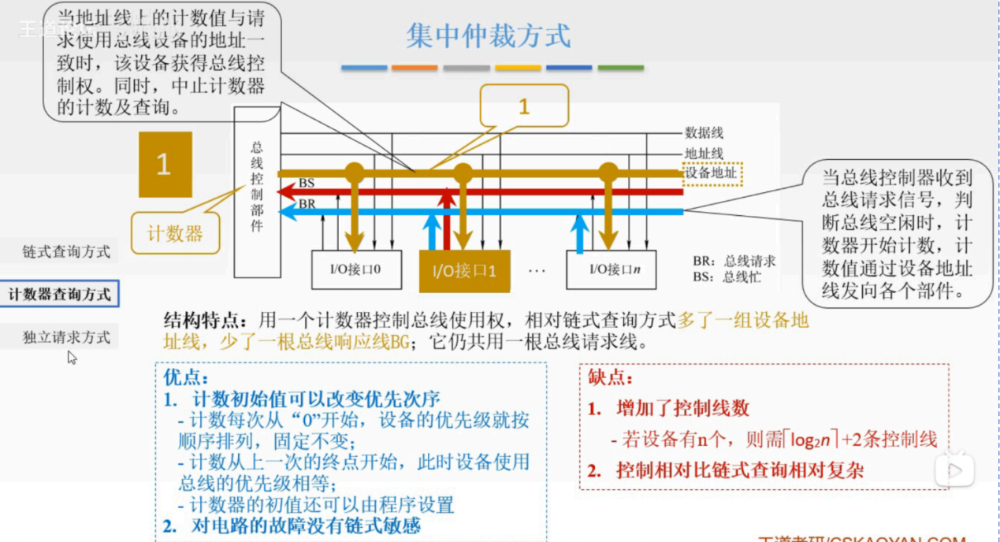 集中仲裁方式
王道论坛
当地址线上的计数值与请
求使用总线设备的地址一
致时，该设备获得总线控
制权。同时，中止计数器
的计数及查询。
1
1
总
线
控
制
部
件
数据线
地址线
设备地址
BS
BR
计数器
I/O接口0
I/O接口1
···
I/O接口n
BR：总线请求
BS：总线忙
当总线控制器收到
总线请求信号，判
断总线空闲时，计
数器开始计数，计
数值通过设备地址
线发向各个部件。
链式查询方式
计数器查询方式
独立请求方式
结构特点：用一个计数器控制总线使用权，相对链式查询方式多了一组设备地
址线，少了一根总线响应线BG；它仍共用一根总线请求线。
优点：
1. 计数初始值可以改变优先次序
- 计数每次从“0”开始，设备的优先级就按
顺序排列，固定不变；
- 计数从上一次的终点开始，此时设备使用
总线的优先级相等；
- 计数器的初值还可以由程序设置
2. 对电路的故障没有链式敏感
缺点：
1. 增加了控制线数
- 若设备有n个，则需⌈log₂n⌉+2条控制线
2. 控制相对比链式查询相对复杂
王道考研/CSKAOYAN.COM